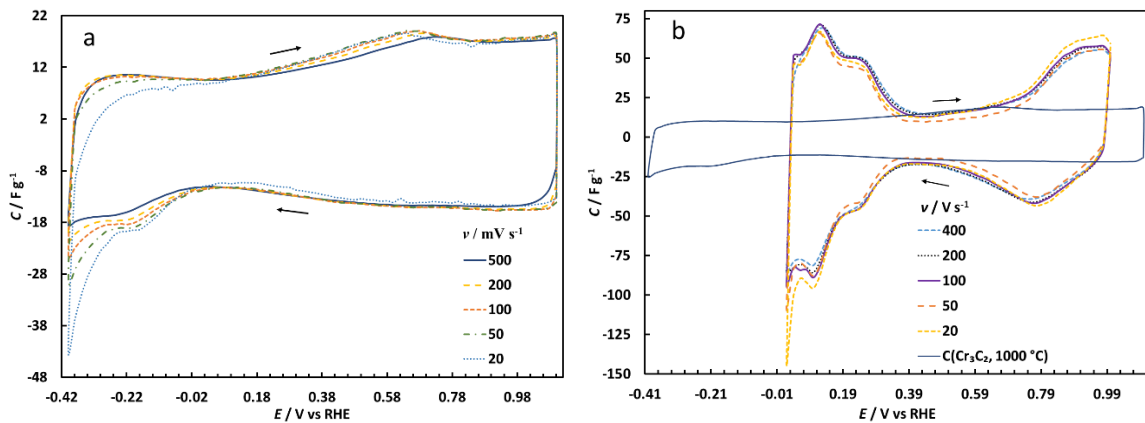 a
22
12
2
-8
-18
-28
-38
-48
C / F g⁻¹
ν / mV s⁻¹
500
200
100
50
20
-0.42 -0.22 -0.02 0.18 0.38 0.58 0.78 0.98
E / V vs RHE
b
75
50
25
0
-25
-50
-75
-100
-125
-150
C / F g⁻¹
ν / V s⁻¹
400
200
100
50
20
C(Cr₃C₂, 1000 °C)
-0.41 -0.21 -0.01 0.19 0.39 0.59 0.79 0.99
E / V vs RHE